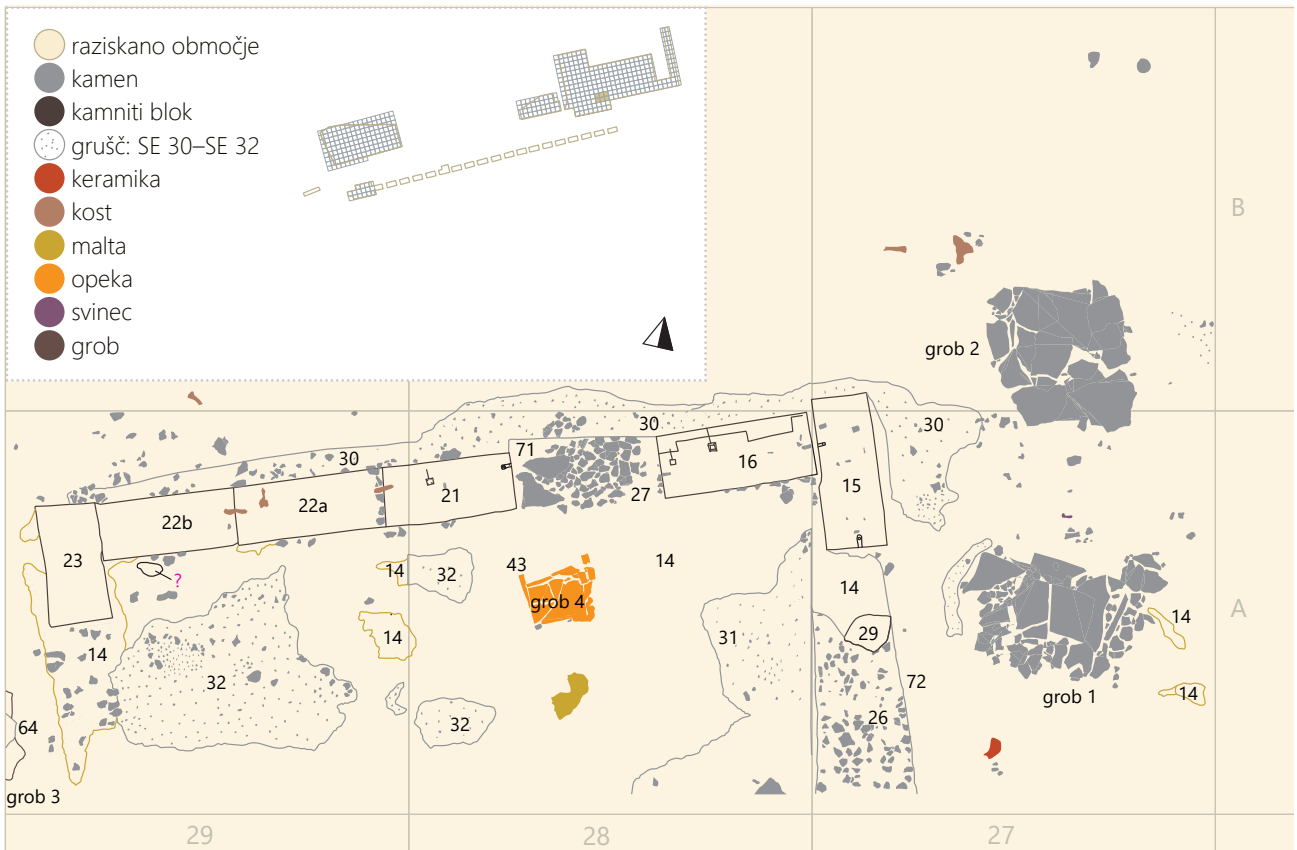 raziskano območje
kamen
kamniti blok
grušč: SE 30–SE 32
keramika
kost
malta
opeka
svinec
grob
B
grob 2
30
30
30
71
16
27
15
21
22a
22b
23
?
14
32
43
14
14
grob 4
29
14
14
31
A
14
32
72
grob 1
14
26
32
64
grob 3
29
28
27